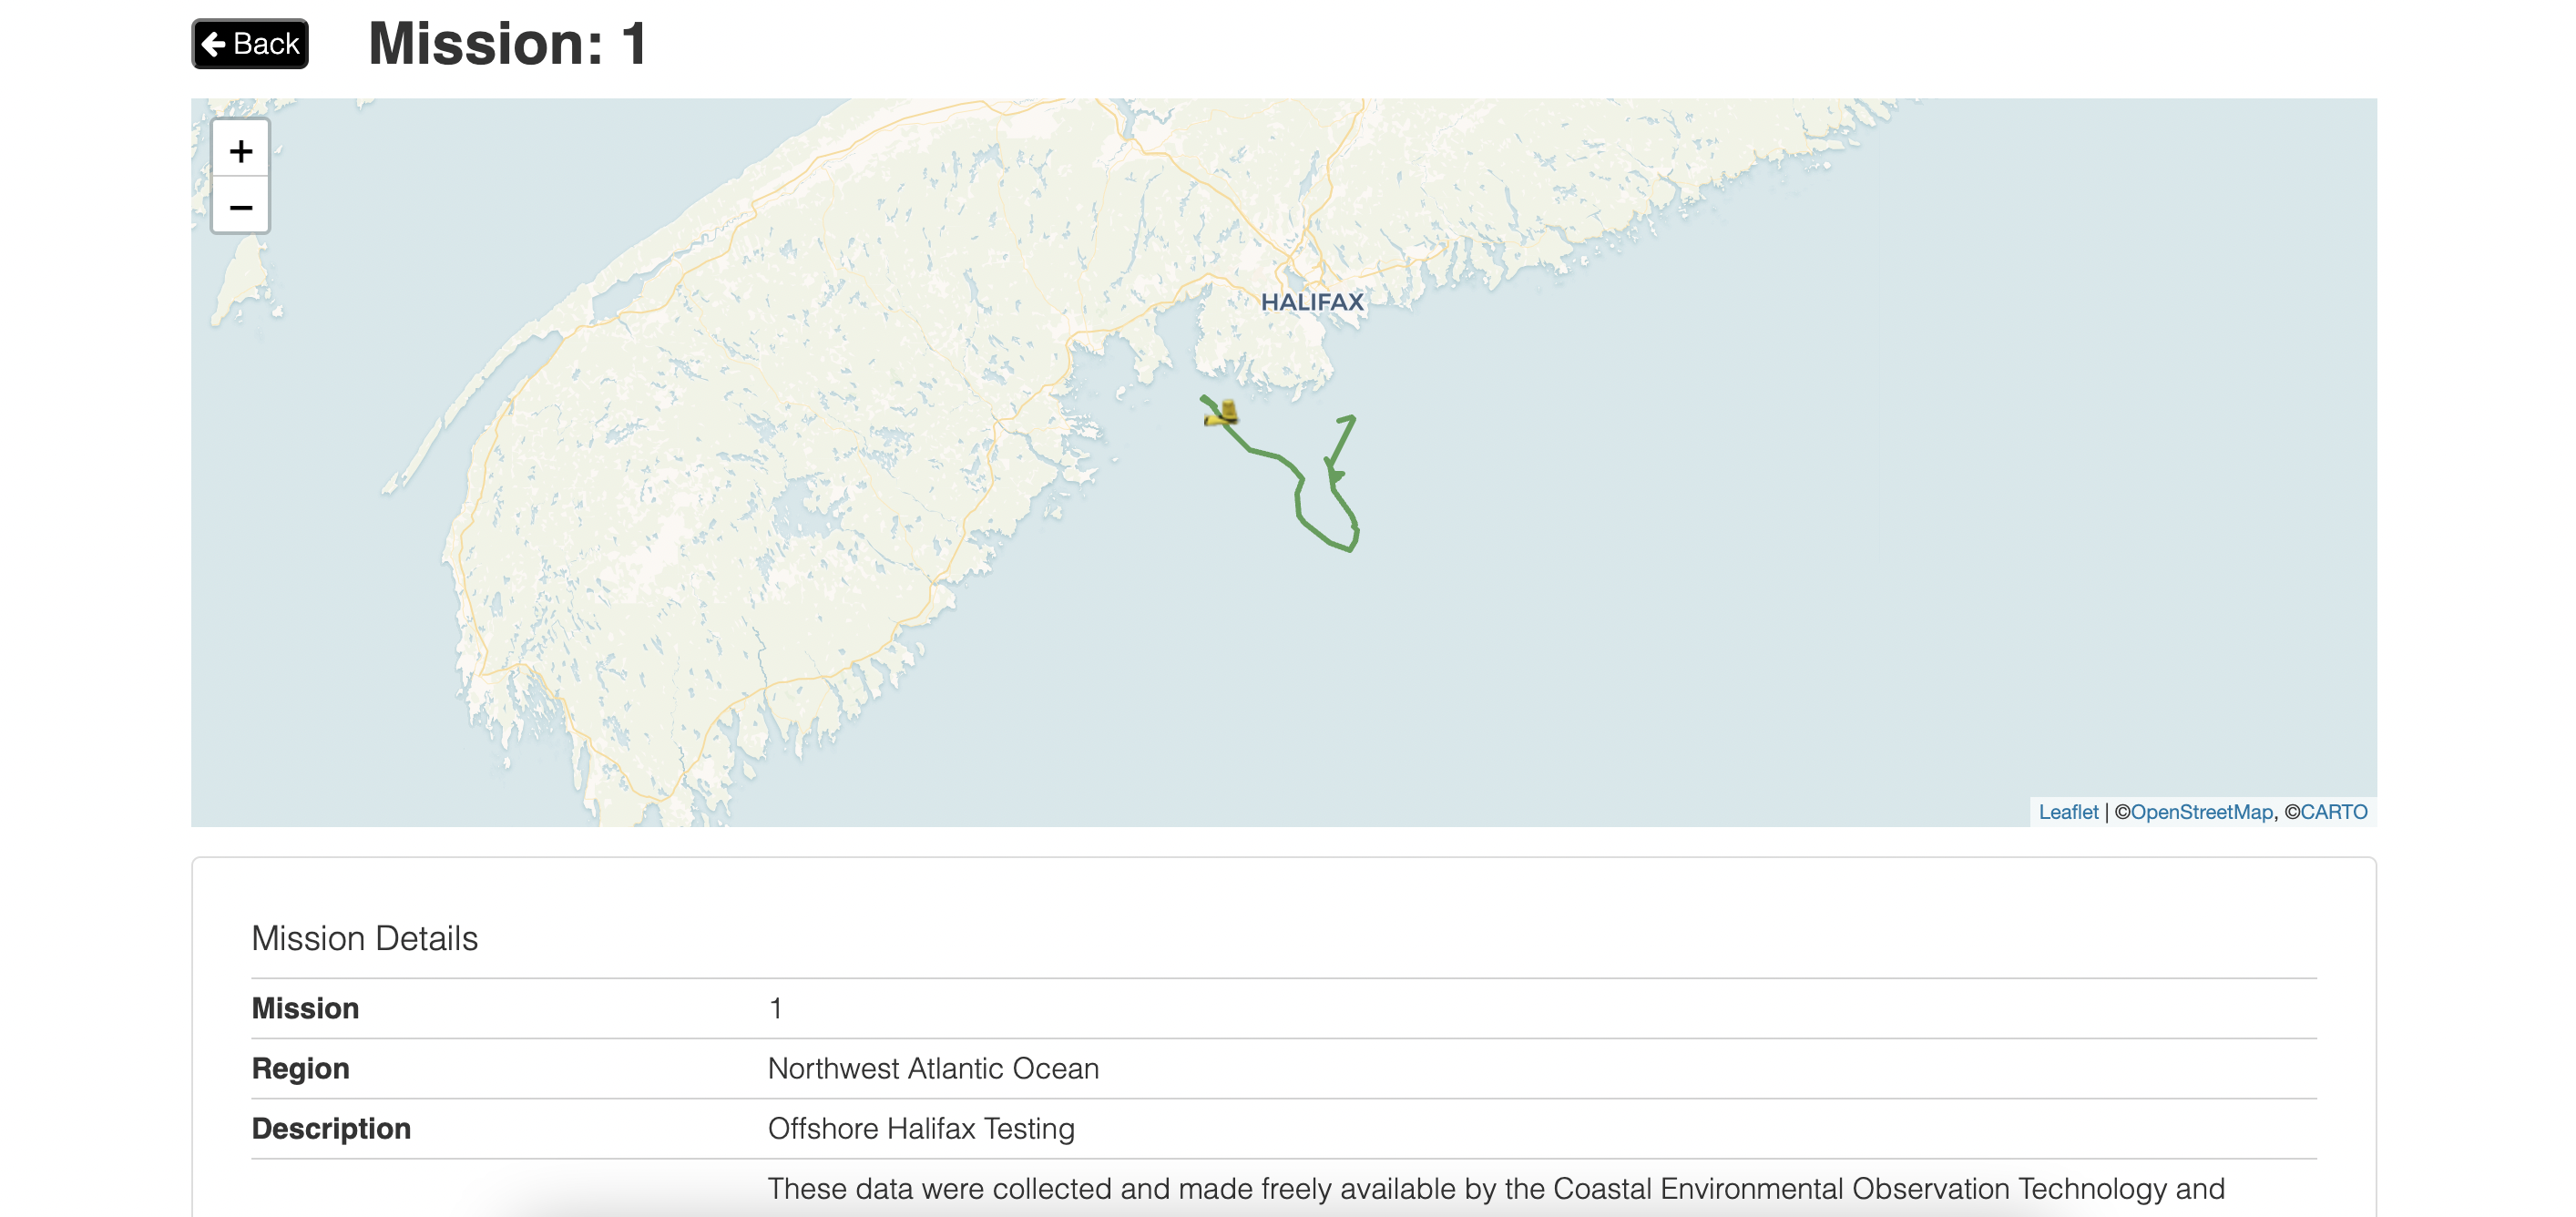 Back
Mission: 1
+
−
HALIFAX
Leaflet | ©OpenStreetMap, ©CARTO
Mission Details
Mission 1
Region Northwest Atlantic Ocean
Description Offshore Halifax Testing
These data were collected and made freely available by the Coastal Environmental Observation Technology and